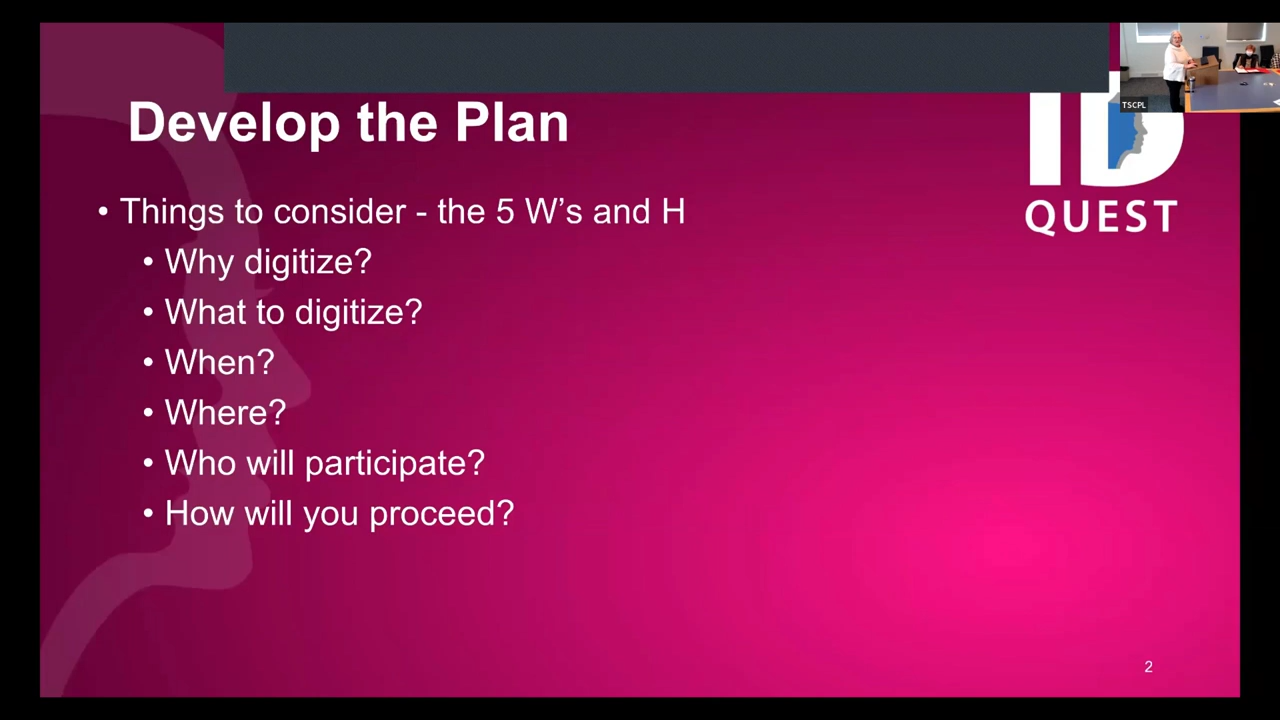 TSCPL
Develop the Plan
ID
QUEST
• Things to consider - the 5 W’s and H
• Why digitize?
• What to digitize?
• When?
• Where?
• Who will participate?
• How will you proceed?
2